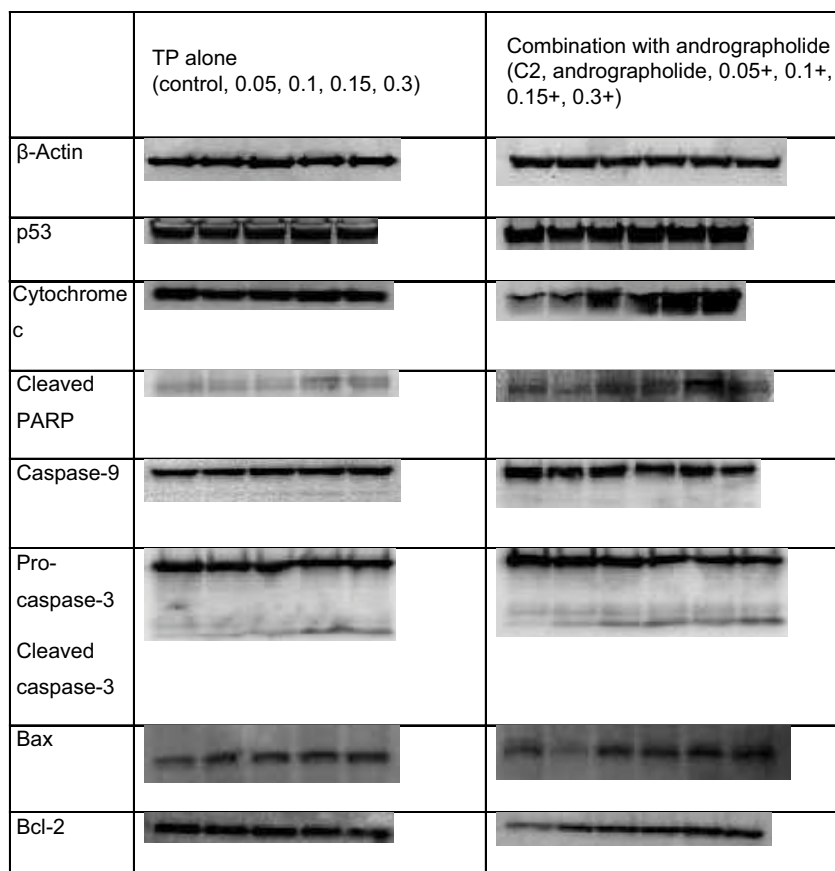 TP alone
(control, 0.05, 0.1, 0.15, 0.3)
Combination with andrographolide
(C2, andrographolide, 0.05+, 0.1+,
0.15+, 0.3+)
β-Actin
p53
Cytochrome
c
Cleaved
PARP
Caspase-9
Pro-
caspase-3
Cleaved
caspase-3
Bax
Bcl-2